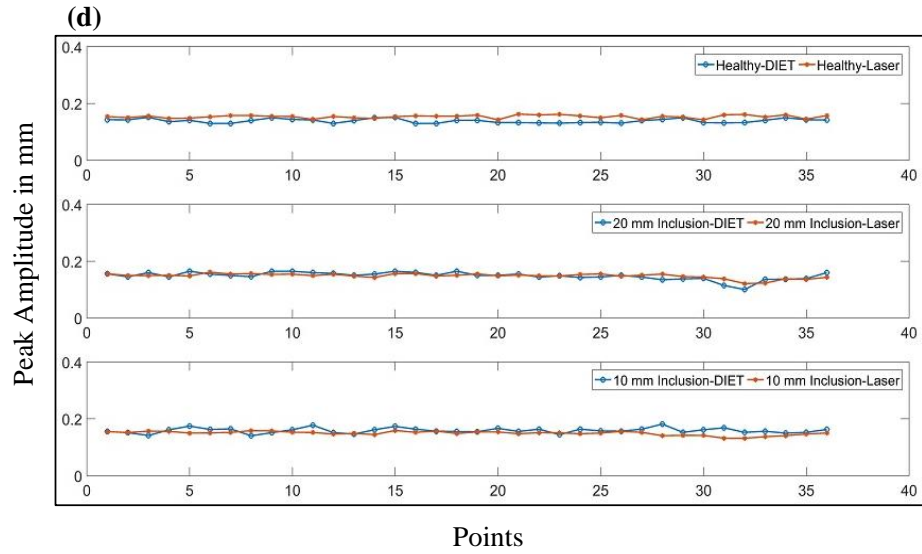 (d)
Peak Amplitude in mm
0.4
0.2
0
Healthy-DIET Healthy-Laser
0 5 10 15 20 25 30 35 40
0.4
0.2
0
20 mm Inclusion-DIET 20 mm Inclusion-Laser
0 5 10 15 20 25 30 35 40
0.4
0.2
0
10 mm Inclusion-DIET 10 mm Inclusion-Laser
0 5 10 15 20 25 30 35 40
Points